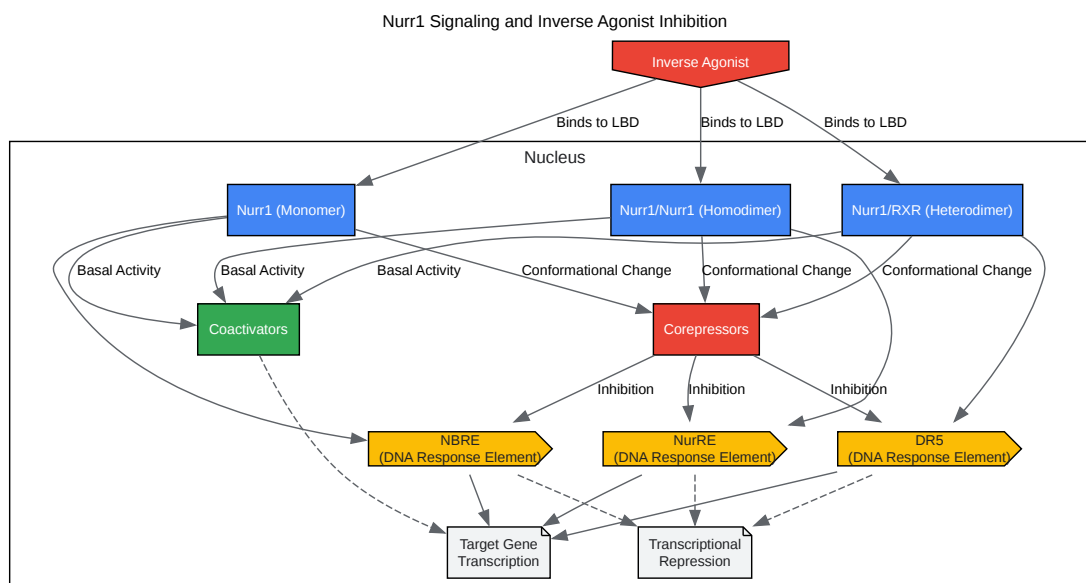 Nurr1 Signaling and Inverse Agonist Inhibition
Inverse Agonist
Binds to LBD
Binds to LBD
Binds to LBD
Nucleus
Nurr1 (Monomer)
Nurr1/Nurr1 (Homodimer)
Nurr1/RXR (Heterodimer)
Basal Activity
Basal Activity
Basal Activity
Conformational Change
Conformational Change
Conformational Change
Coactivators
Corepressors
Inhibition
Inhibition
Inhibition
NBRE
(DNA Response Element)
NurRE
(DNA Response Element)
DR5
(DNA Response Element)
Target Gene
Transcription
Transcriptional
Repression